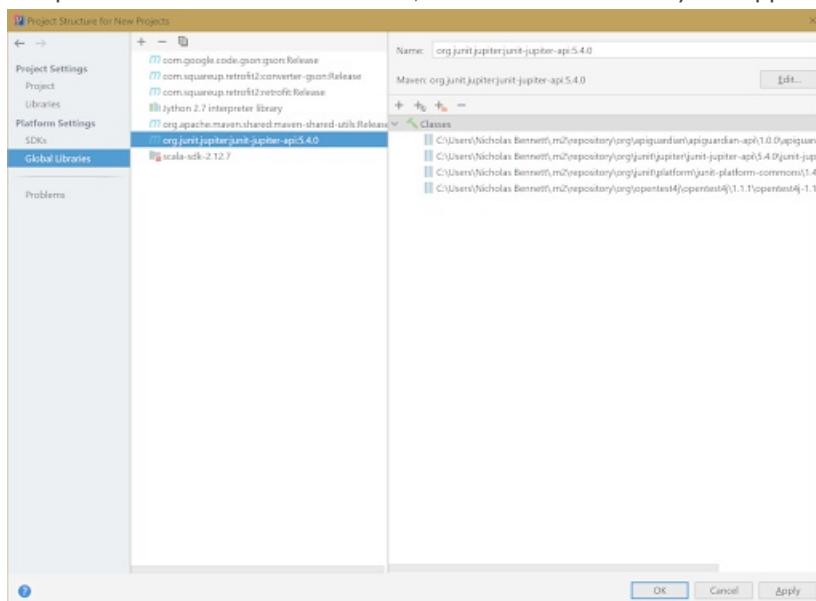 Project Structure for New Projects
Project Settings
Project
Libraries
Platform Settings
SDKs
Global Libraries
Problems
com.google.code.gson:gson:Release
com.squareup.retrofit2:converter-gson:Release
com.squareup.retrofit2:retrofit:Release
Jython 2.7 interpreter library
org.apache.maven.shared:maven-shared-utils:Release
org.junit.jupiter:junit-jupiter-api:5.4.0
scala-sdk-2.12.7
Name: org.junit.jupiter:junit-jupiter-api:5.4.0
Maven: org.junit.jupiter:junit-jupiter-api:5.4.0 Edit...
Classes
C:\Users\Nicholas Bennett\.m2\repository\org\apiguardian\apiguardian-api\1.0.0\apiguan
C:\Users\Nicholas Bennett\.m2\repository\org\junit\jupiter\junit-jupiter-api\5.4.0\junit-jup
C:\Users\Nicholas Bennett\.m2\repository\org\junit\platform\junit-platform-commons\1.4
C:\Users\Nicholas Bennett\.m2\repository\org\opentest4j\opentest4j\1.1.1\opentest4j-1.1
OK Cancel Apply